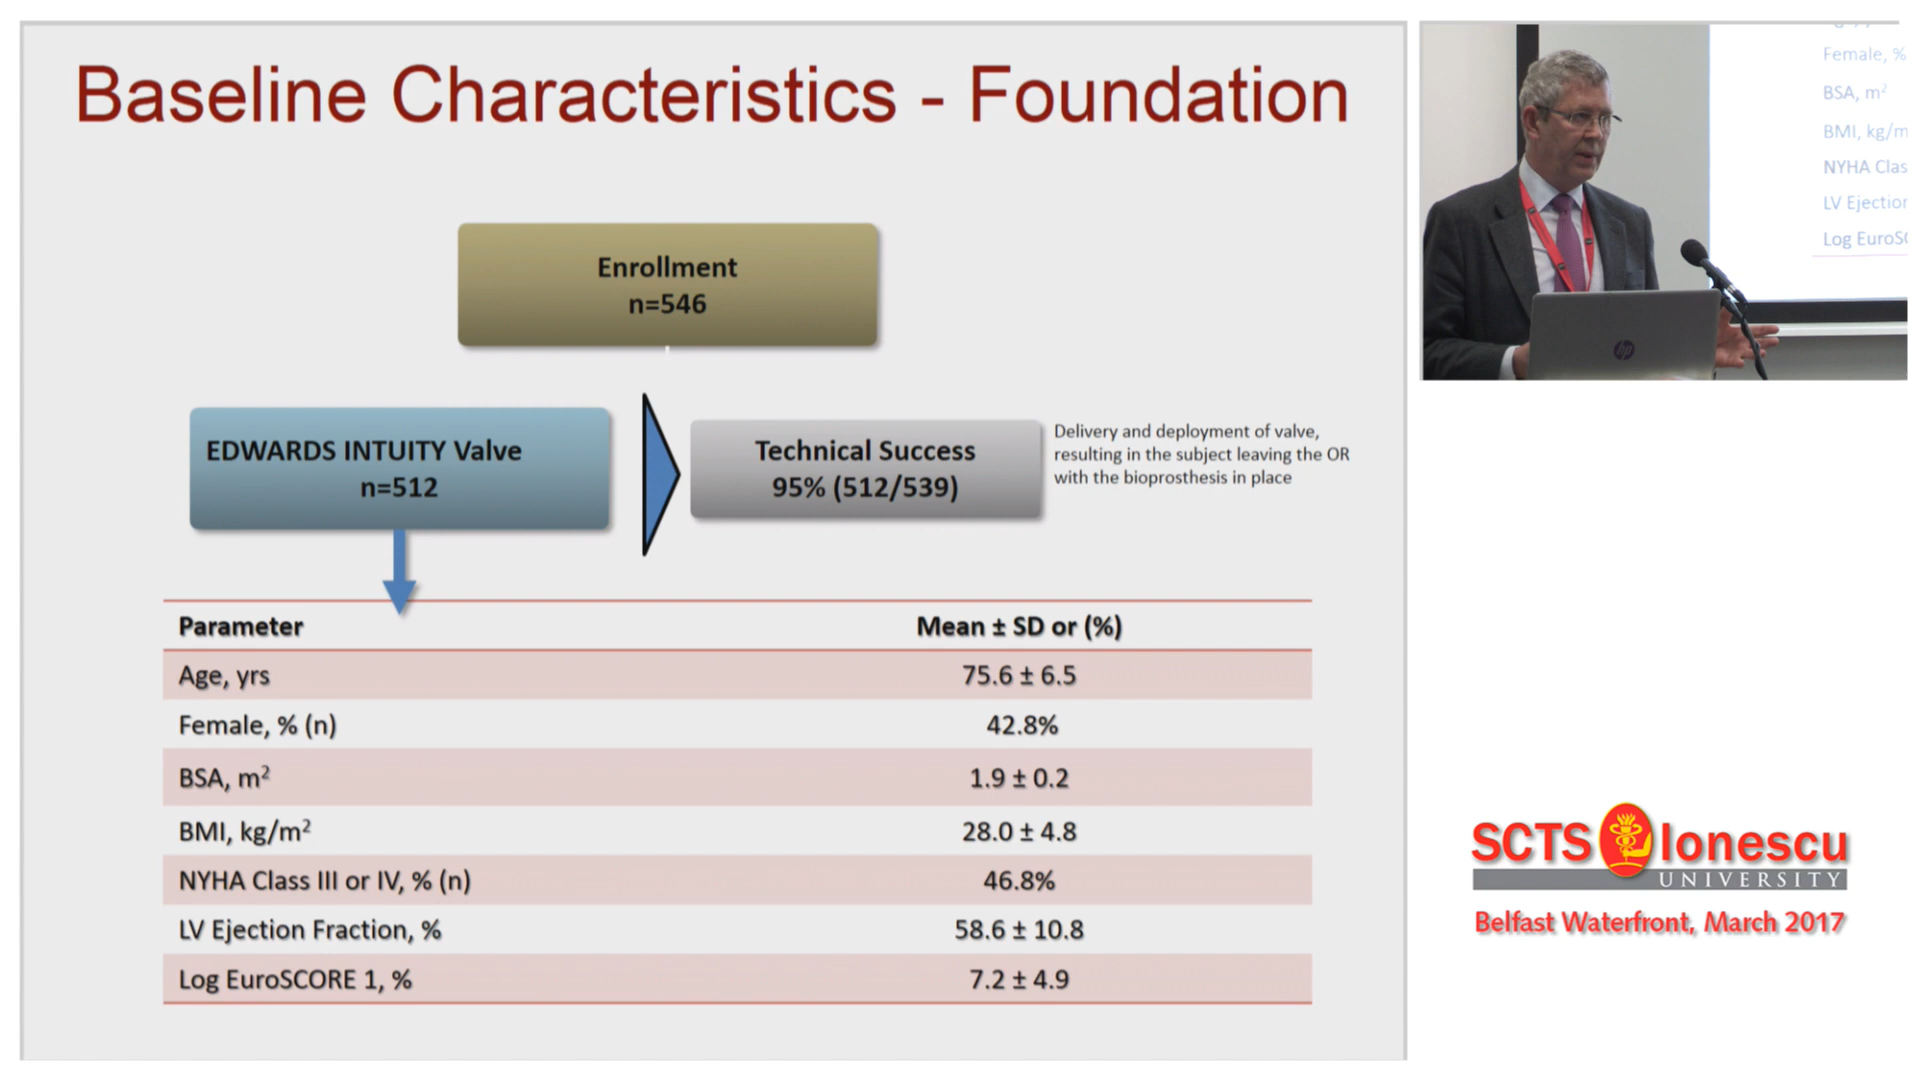 Baseline Characteristics - Foundation
Enrollment
n=546
EDWARDS INTUITY Valve
n=512
Technical Success
95% (512/539)
Delivery and deployment of valve,
resulting in the subject leaving the OR
with the bioprosthesis in place
Parameter Mean ± SD or (%)
Age, yrs 75.6 ± 6.5
Female, % (n) 42.8%
BSA, m² 1.9 ± 0.2
BMI, kg/m² 28.0 ± 4.8
NYHA Class III or IV, % (n) 46.8%
LV Ejection Fraction, % 58.6 ± 10.8
Log EuroSCORE 1, % 7.2 ± 4.9
Female, %
BSA, m²
BMI, kg/m
NYHA Clas
LV Ejection
Log EuroSC
hp
SCTS Ionescu
UNIVERSITY
Belfast Waterfront, March 2017